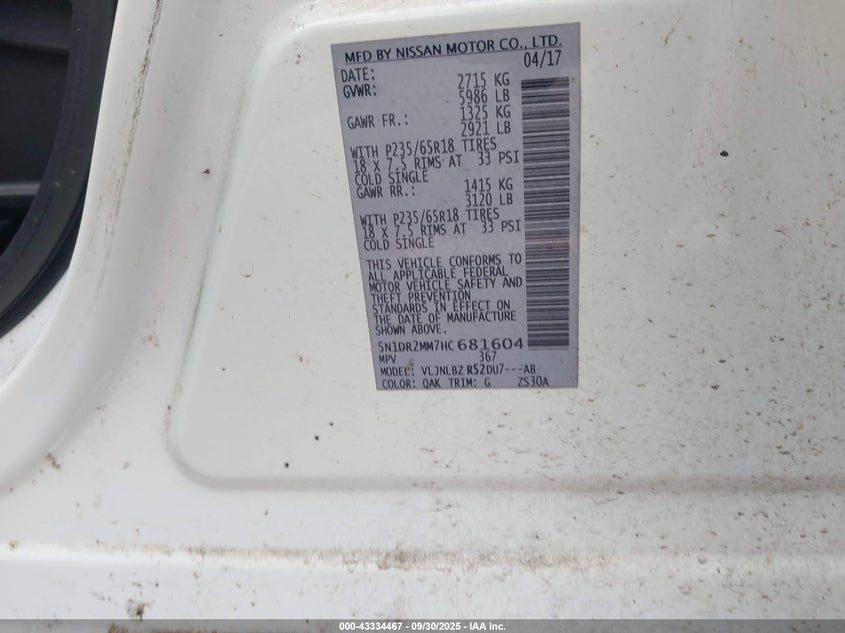 MFD BY NISSAN MOTOR CO., LTD.
DATE: 04/17
GVWR: 2715 KG
5986 LB
GAWR FR.: 1325 KG
2921 LB
WITH P235/65R18 TIRES
18 X 7.5 RIMS AT 33 PSI
COLD SINGLE
GAWR RR.: 1415 KG
3120 LB
WITH P235/65R18 TIRES
18 X 7.5 RIMS AT 33 PSI
COLD SINGLE
THIS VEHICLE CONFORMS TO
ALL APPLICABLE FEDERAL
MOTOR VEHICLE SAFETY AND
THEFT PREVENTION
STANDARDS IN EFFECT ON
THE DATE OF MANUFACTURE
SHOWN ABOVE.
5N1DR2MM7HC 681604
MPV 367
MODEL: VLJNLBZ RS2DU7---AB
COLOR: QAK TRIM: G ZS30A
000-43334467 - 09/30/2025 - IAA Inc.